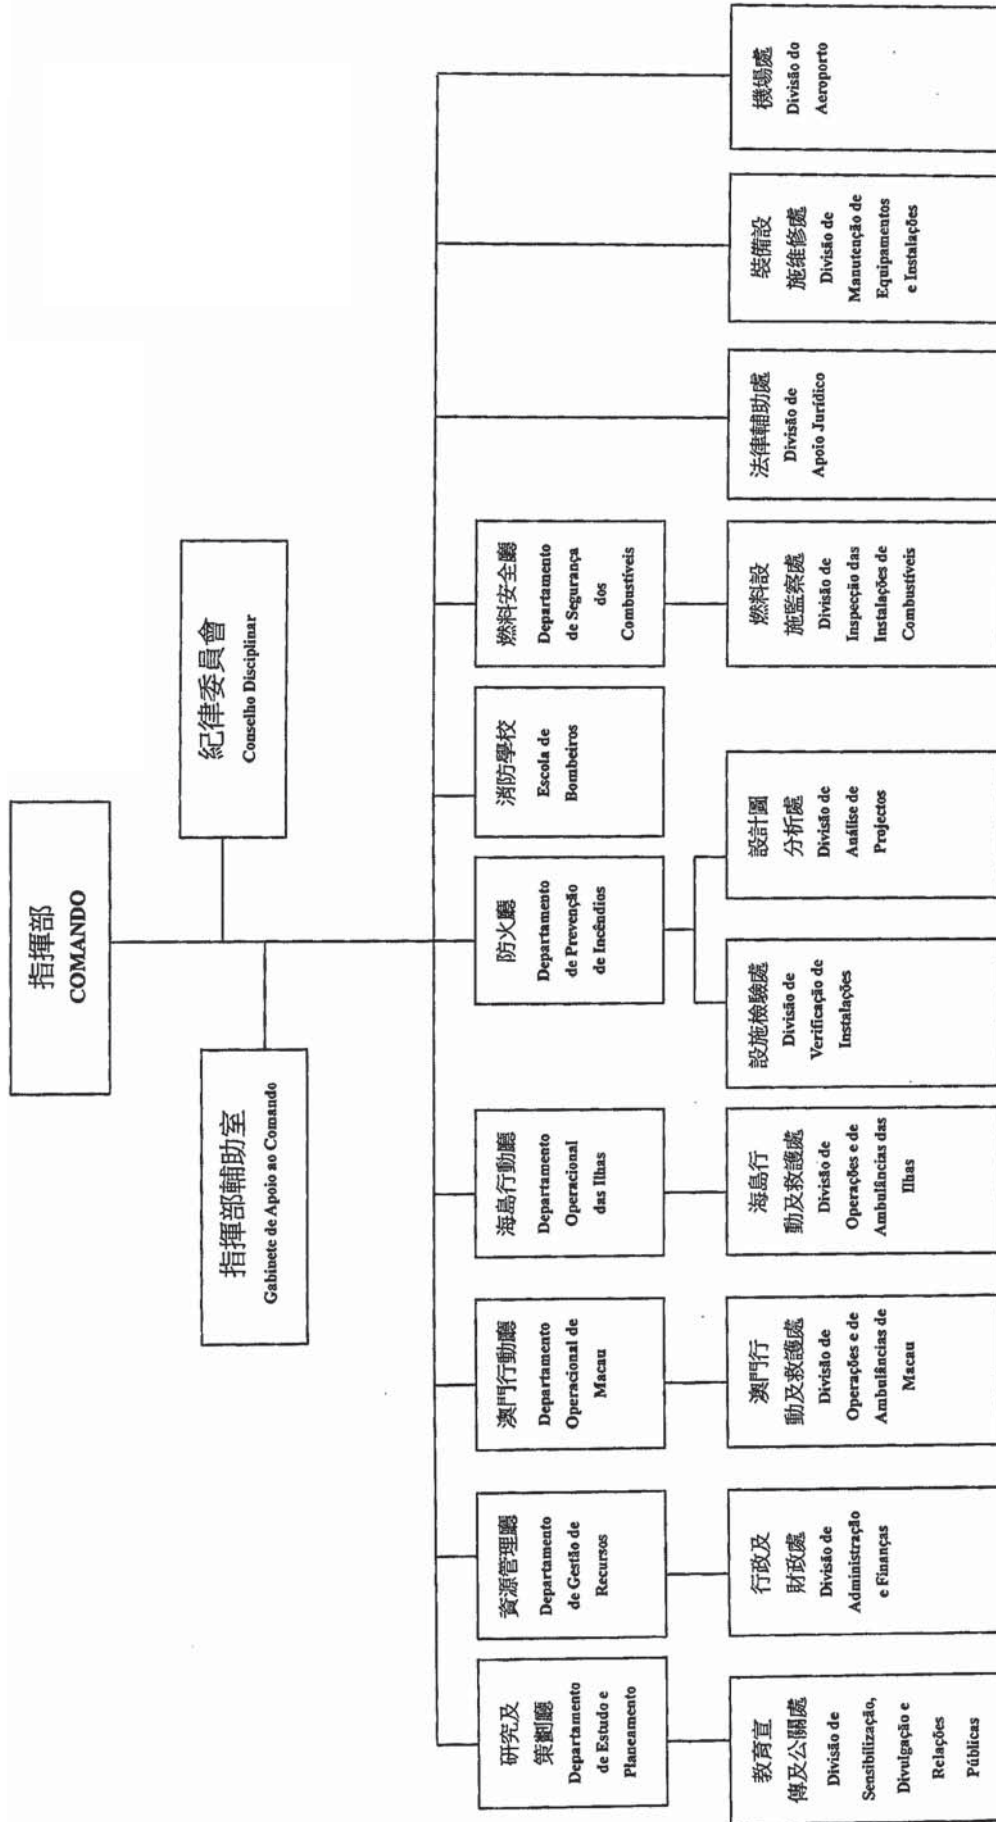 指揮部
COMANDO
指揮部輔助室
Gabinete de Apoio ao Comando
紀律委員會
Conselho Disciplinar
研究及
策劃廳
Departamento
de Estudo e
Planeamento
資源管理廳
Departamento
de Gestão de
Recursos
澳門行動廳
Departamento
Operacional de
Macau
海島行動廳
Departamento
Operacional
das Ilhas
防火廳
Departamento
de Prevenção
de Incêndios
消防學校
Escola de
Bombeiros
燃料安全廳
Departamento
de Segurança
dos
Combustíveis
教育宣
傳及公關處
Divisão de
Sensibilização,
Divulgação e
Relações
Públicas
行政及
財政處
Divisão de
Administração
e Finanças
澳門行
動及救護處
Divisão de
Operações e de
Ambulâncias de
Macau
海島行
動及救護處
Divisão de
Operações e de
Ambulâncias das
Ilhas
設施檢驗處
Divisão de
Verificação de
Instalações
設計圖
分析處
Divisão de
Análise de
Projectos
燃料設
施監察處
Divisão de
Inspecção das
Instalações de
Combustíveis
法律輔助處
Divisão de
Apoio Jurídico
裝備設
施維修處
Divisão de
Manutenção de
Equipamentos
e Instalações
機場處
Divisão do
Aeroporto